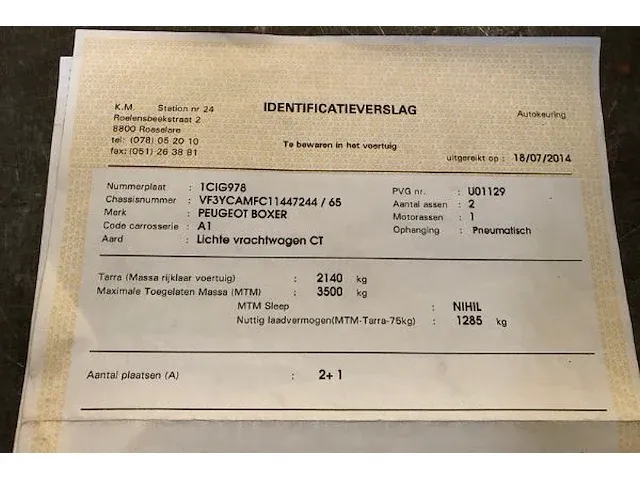 IDENTIFICATIEVERSLAG
K.M. Station nr 24
Roelensbeekstraat 2
8800 Roeselare
tel: (078) 05 20 10
fax: (051) 26 38 81
Autokeuring
Te bewaren in het voertuig
uitgereikt op : 18/07/2014
Nummerplaat : 1CIG978
Chassisnummer : VF3YCAMFC11447244 / 65
Merk : PEUGEOT BOXER
Code carrosserie : A1
Aard : Lichte vrachtwagen CT
PVG nr. : U01129
Aantal assen : 2
Motorassen : 1
Ophanging : Pneumatisch
Tarra (Massa rijklaar voertuig) : 2140 kg
Maximale Toegelaten Massa (MTM) : 3500 kg
MTM Sleep : NIHIL
Nuttig laadvermogen(MTM-Tarra-75kg) : 1285 kg
Aantal plaatsen (A) : 2+ 1